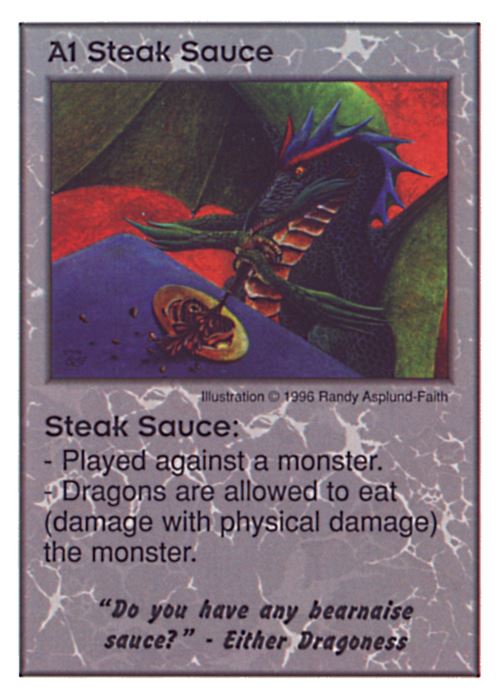 A1 Steak Sauce
Illustration © 1996 Randy Asplund-Faith
Steak Sauce:
- Played against a monster.
- Dragons are allowed to eat
(damage with physical damage)
the monster.
"Do you have any bearnaise
sauce?" - Either Dragoness